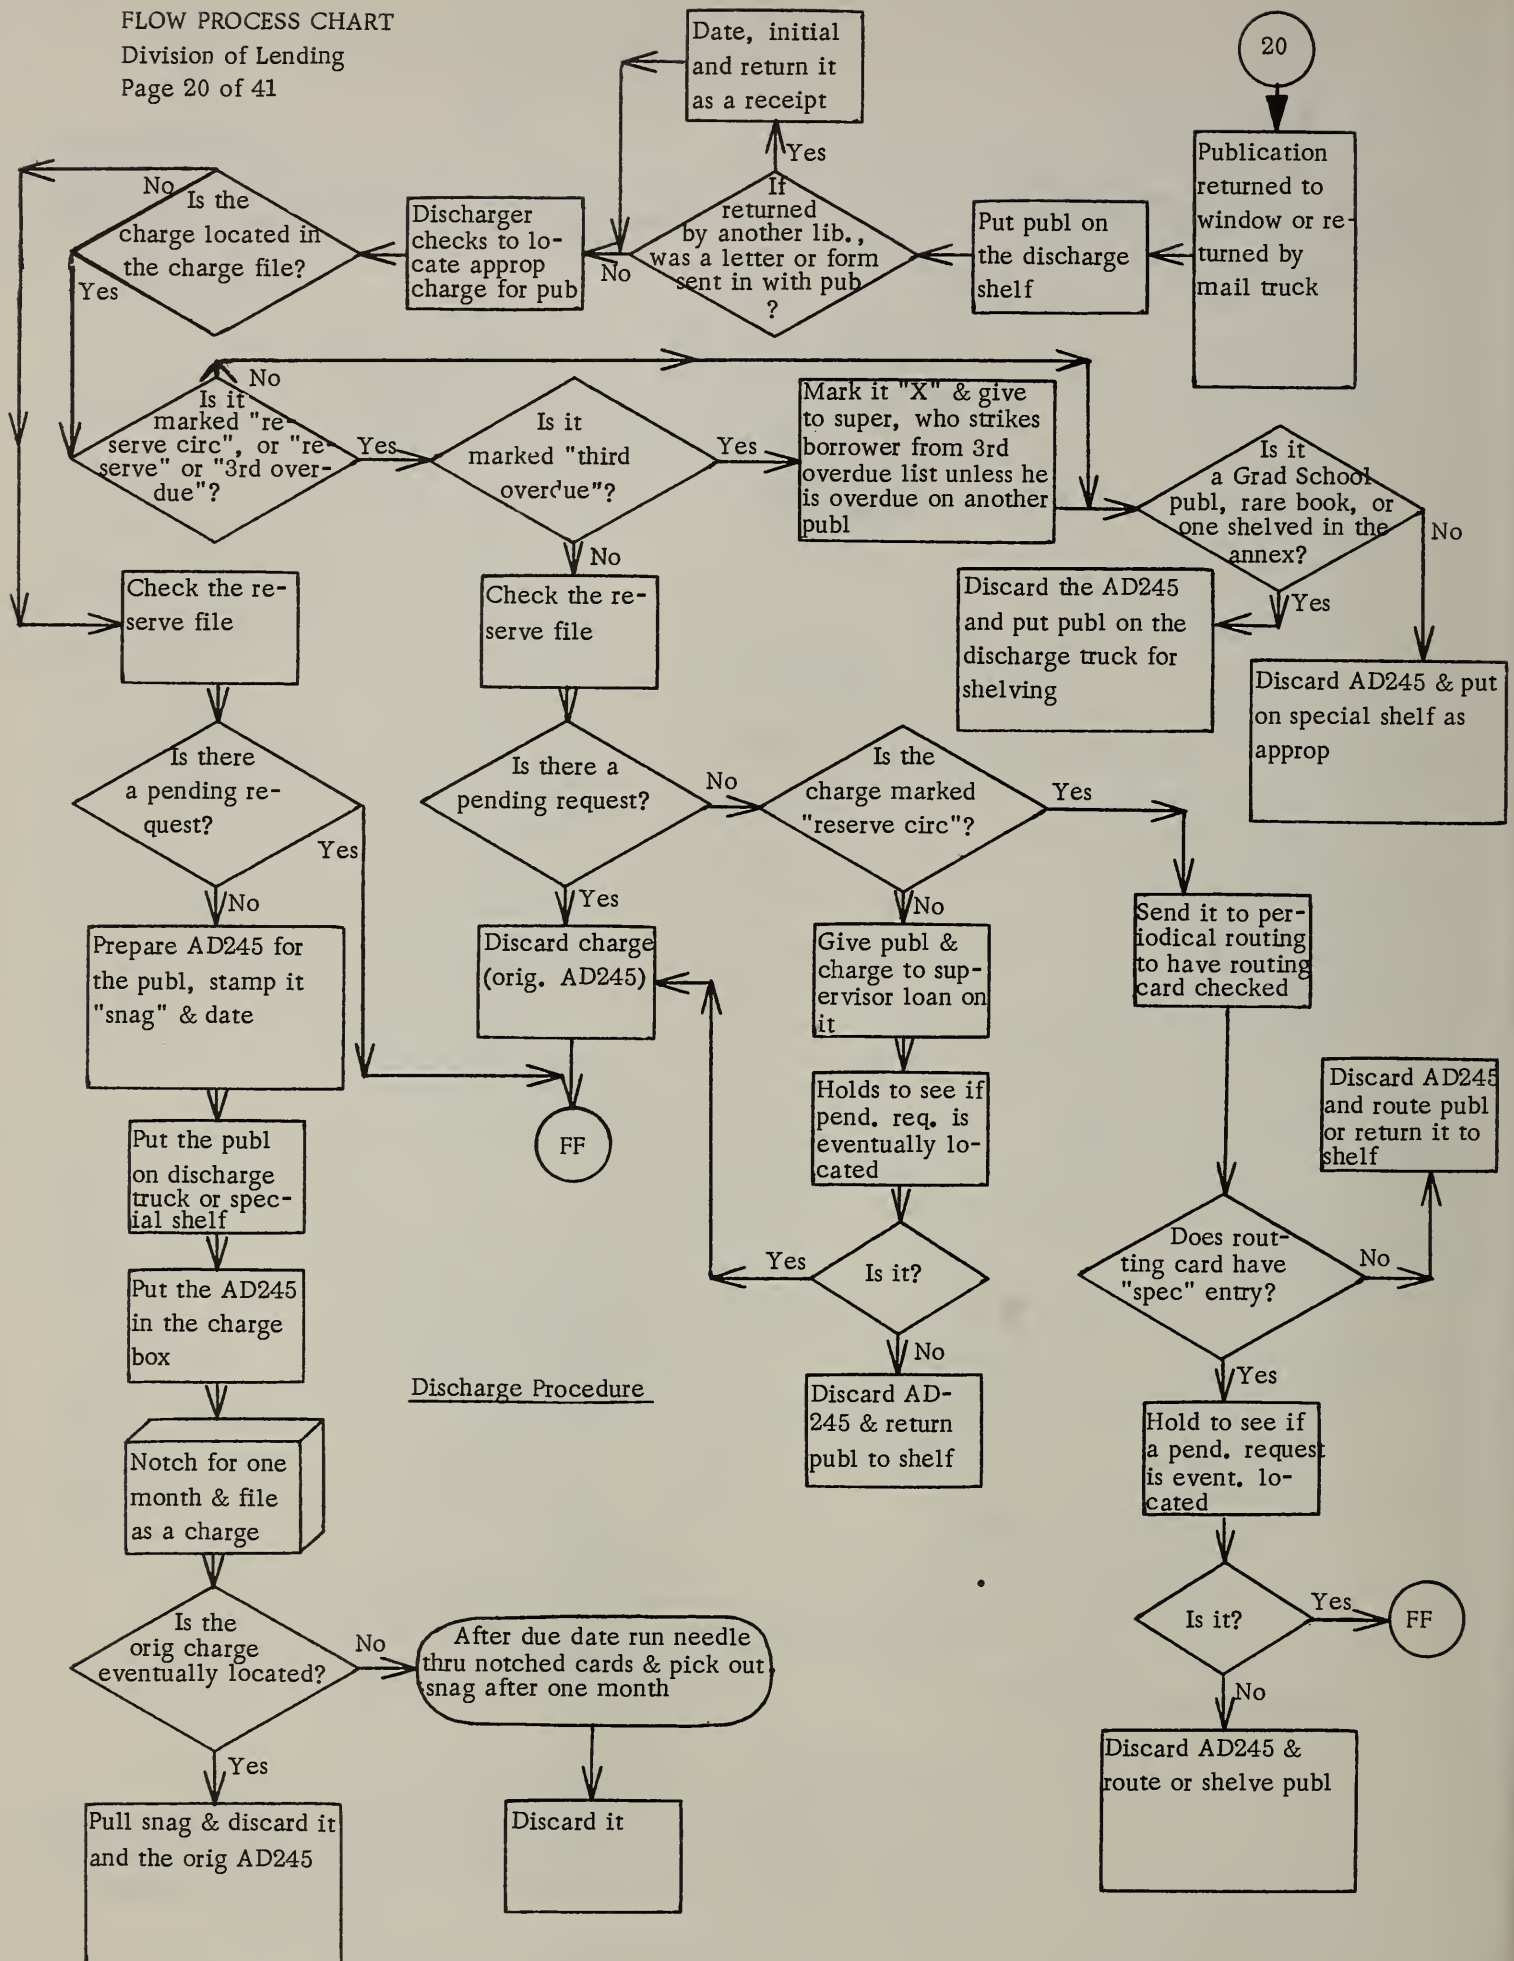 FLOW PROCESS CHART
Division of Lending
Page 20 of 41
20
Publication
returned to
window or re-
turned by
mail truck
Put publ on
the discharge
shelf
If
returned
by another lib.,
was a letter or form
sent in with pub
?
Yes
Date, initial
and return it
as a receipt
No
Discharger
checks to lo-
cate approp
charge for pub
Is the
charge located in
the charge file?
No
Yes
Is it
marked "re-
serve circ", or "re-
serve" or "3rd over-
due"?
No
Yes
Is it
marked "third
overdue"?
Yes
No
Mark it "X" & give
to super, who strikes
borrower from 3rd
overdue list unless he
is overdue on another
publ
Is it
a Grad School
publ, rare book, or
one shelved in the
annex?
No
Yes
Discard the AD245
and put publ on the
discharge truck for
shelving
Discard AD245 & put
on special shelf as
approp
Check the re-
serve file
Check the re-
serve file
Is there
a pending re-
quest?
Yes
No
Is there a
pending request?
No
Yes
Is the
charge marked
"reserve circ"?
Yes
No
Prepare AD245 for
the publ, stamp it
"snag" & date
Discard charge
(orig. AD245)
Give publ &
charge to sup-
ervisor loan on
it
Send it to per-
iodical routing
to have routing
card checked
FF
Holds to see if
pend. req. is
eventually lo-
cated
Discard AD245
and route publ
or return it to
shelf
Put the publ
on discharge
truck or spec-
ial shelf
Yes
Is it?
No
Does rout-
ting card have
"spec" entry?
No
Yes
Put the AD245
in the charge
box
Discharge Procedure
Discard AD-
245 & return
publ to shelf
Hold to see if
a pend. request
is event. lo-
cated
Notch for one
month & file
as a charge
Is it?
Yes
FF
No
Is the
orig charge
eventually located?
No
Yes
After due date run needle
thru notched cards & pick out
snag after one month
Discard AD245 &
route or shelve publ
Pull snag & discard it
and the orig AD245
Discard it